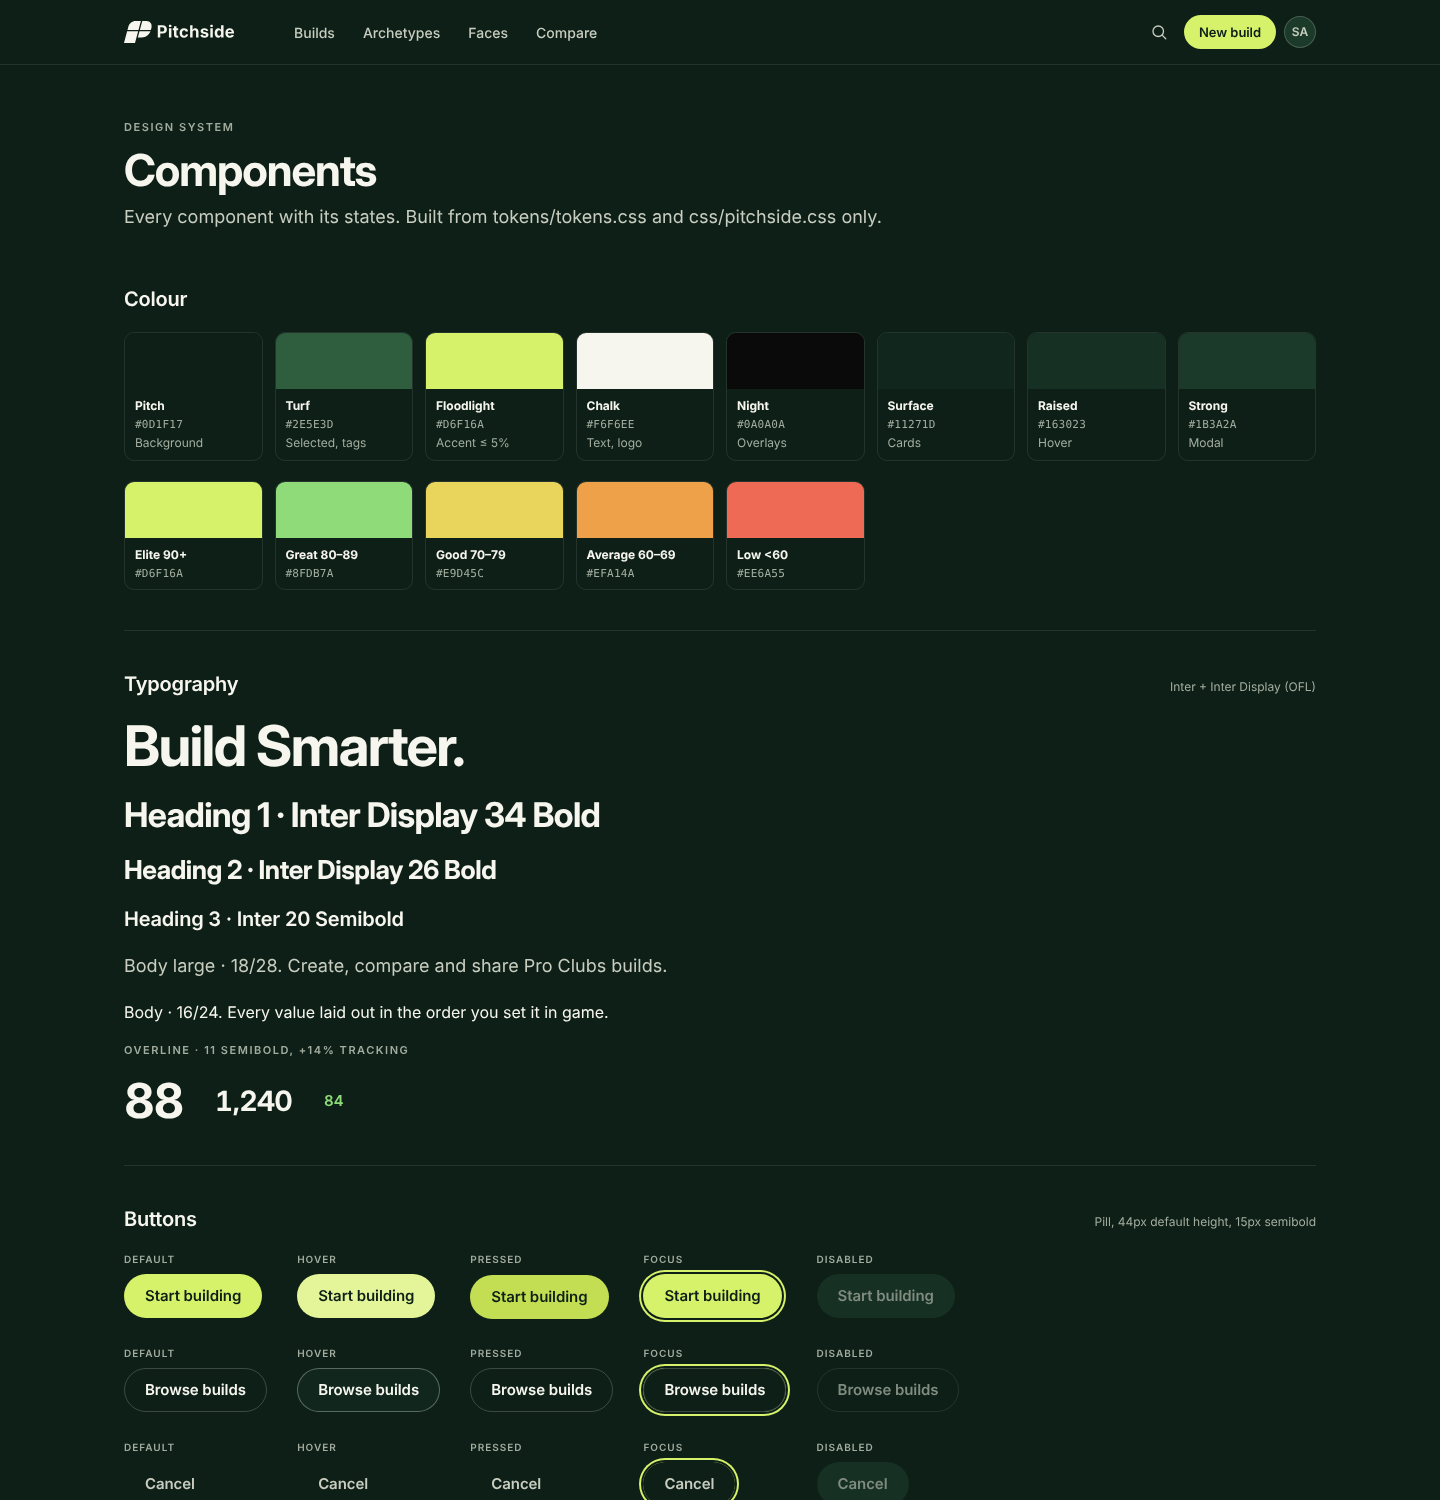 Pitchside
Builds Archetypes Faces Compare
New build
SA
DESIGN SYSTEM
Components
Every component with its states. Built from tokens/tokens.css and css/pitchside.css only.
Colour
Pitch
#0D1F17
Background
Turf
#2E5E3D
Selected, tags
Floodlight
#D6F16A
Accent ≤ 5%
Chalk
#F6F6EE
Text, logo
Night
#0A0A0A
Overlays
Surface
#11271D
Cards
Raised
#163023
Hover
Strong
#1B3A2A
Modal
Elite 90+
#D6F16A
Great 80–89
#8FDB7A
Good 70–79
#E9D45C
Average 60–69
#EFA14A
Low <60
#EE6A55
Typography
Inter + Inter Display (OFL)
Build Smarter.
Heading 1 · Inter Display 34 Bold
Heading 2 · Inter Display 26 Bold
Heading 3 · Inter 20 Semibold
Body large · 18/28. Create, compare and share Pro Clubs builds.
Body · 16/24. Every value laid out in the order you set it in game.
OVERLINE · 11 SEMIBOLD, +14% TRACKING
88 1,240 84
Buttons
Pill, 44px default height, 15px semibold
DEFAULT HOVER PRESSED FOCUS DISABLED
Start building Start building Start building Start building Start building
DEFAULT HOVER PRESSED FOCUS DISABLED
Browse builds Browse builds Browse builds Browse builds Browse builds
DEFAULT HOVER PRESSED FOCUS DISABLED
Cancel Cancel Cancel Cancel Cancel